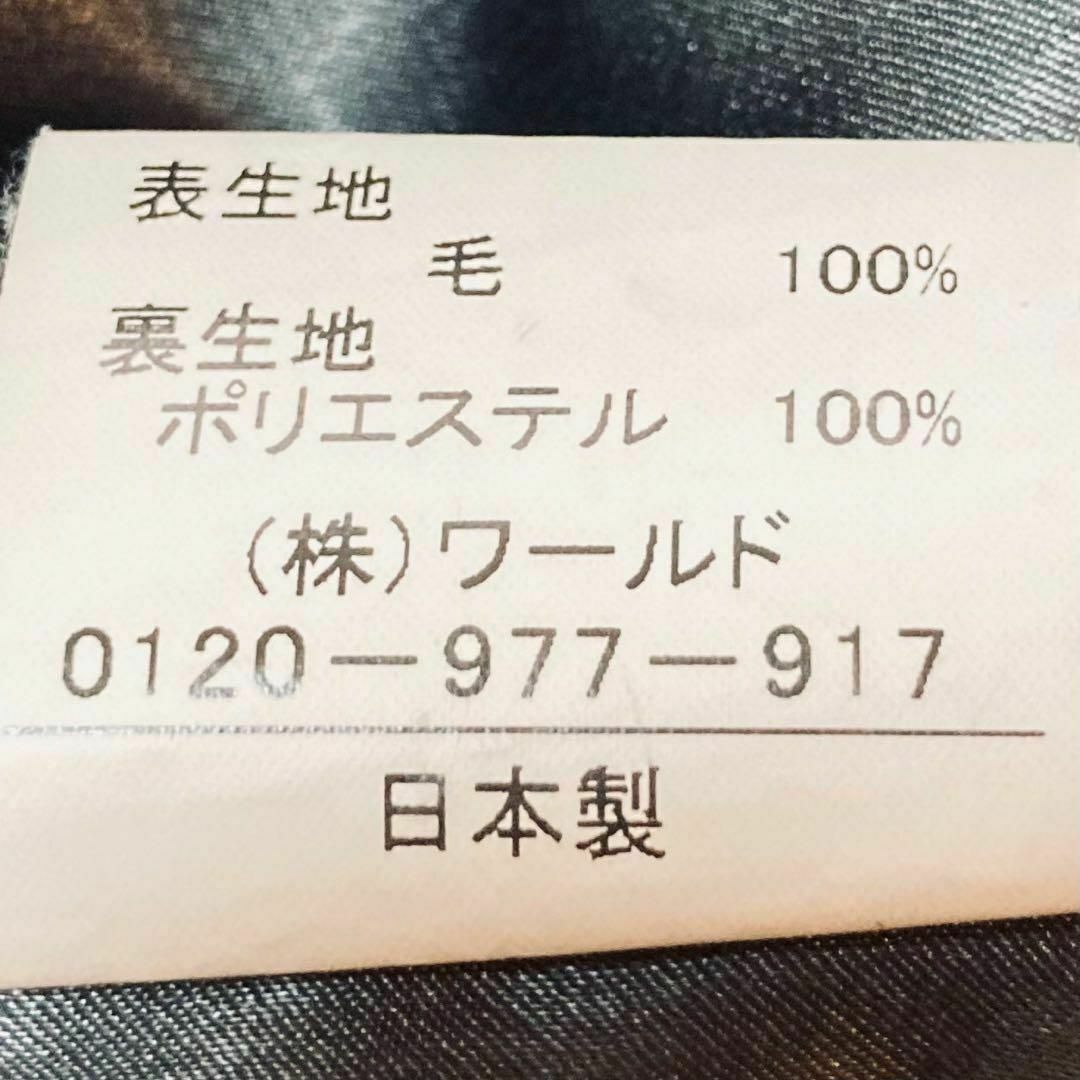 表生地
毛 100%
裏生地
ポリエステル 100%
(株)ワールド
0120-977-917
日本製